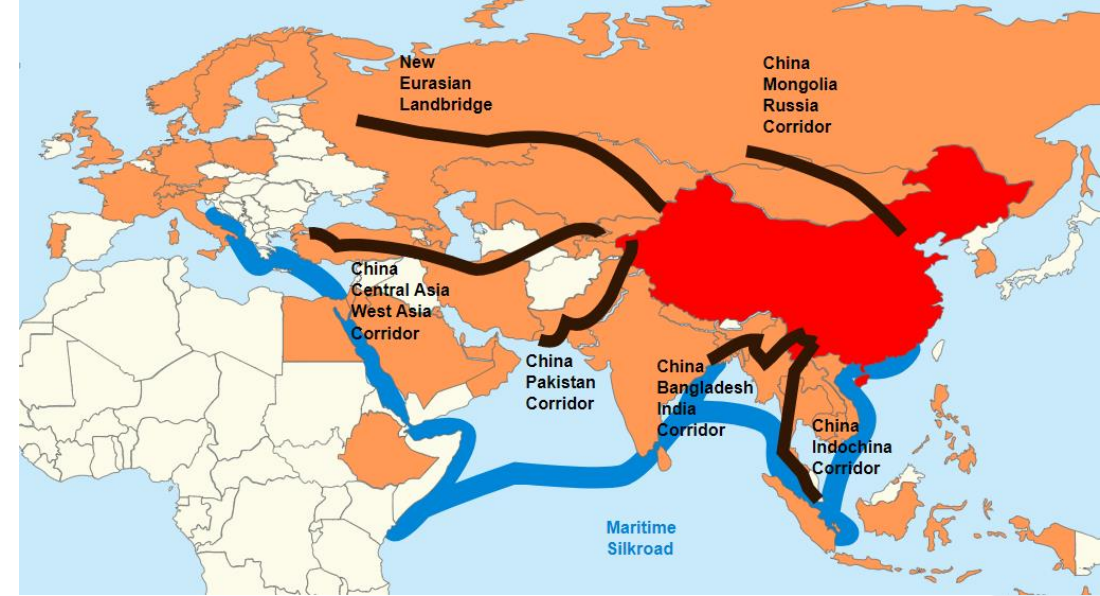 New
Eurasian
Landbridge
China
Mongolia
Russia
Corridor
China
Central Asia
West Asia
Corridor
China
Pakistan
Corridor
China
Bangladesh
India
Corridor
China
Indochina
Corridor
Maritime
Silkroad